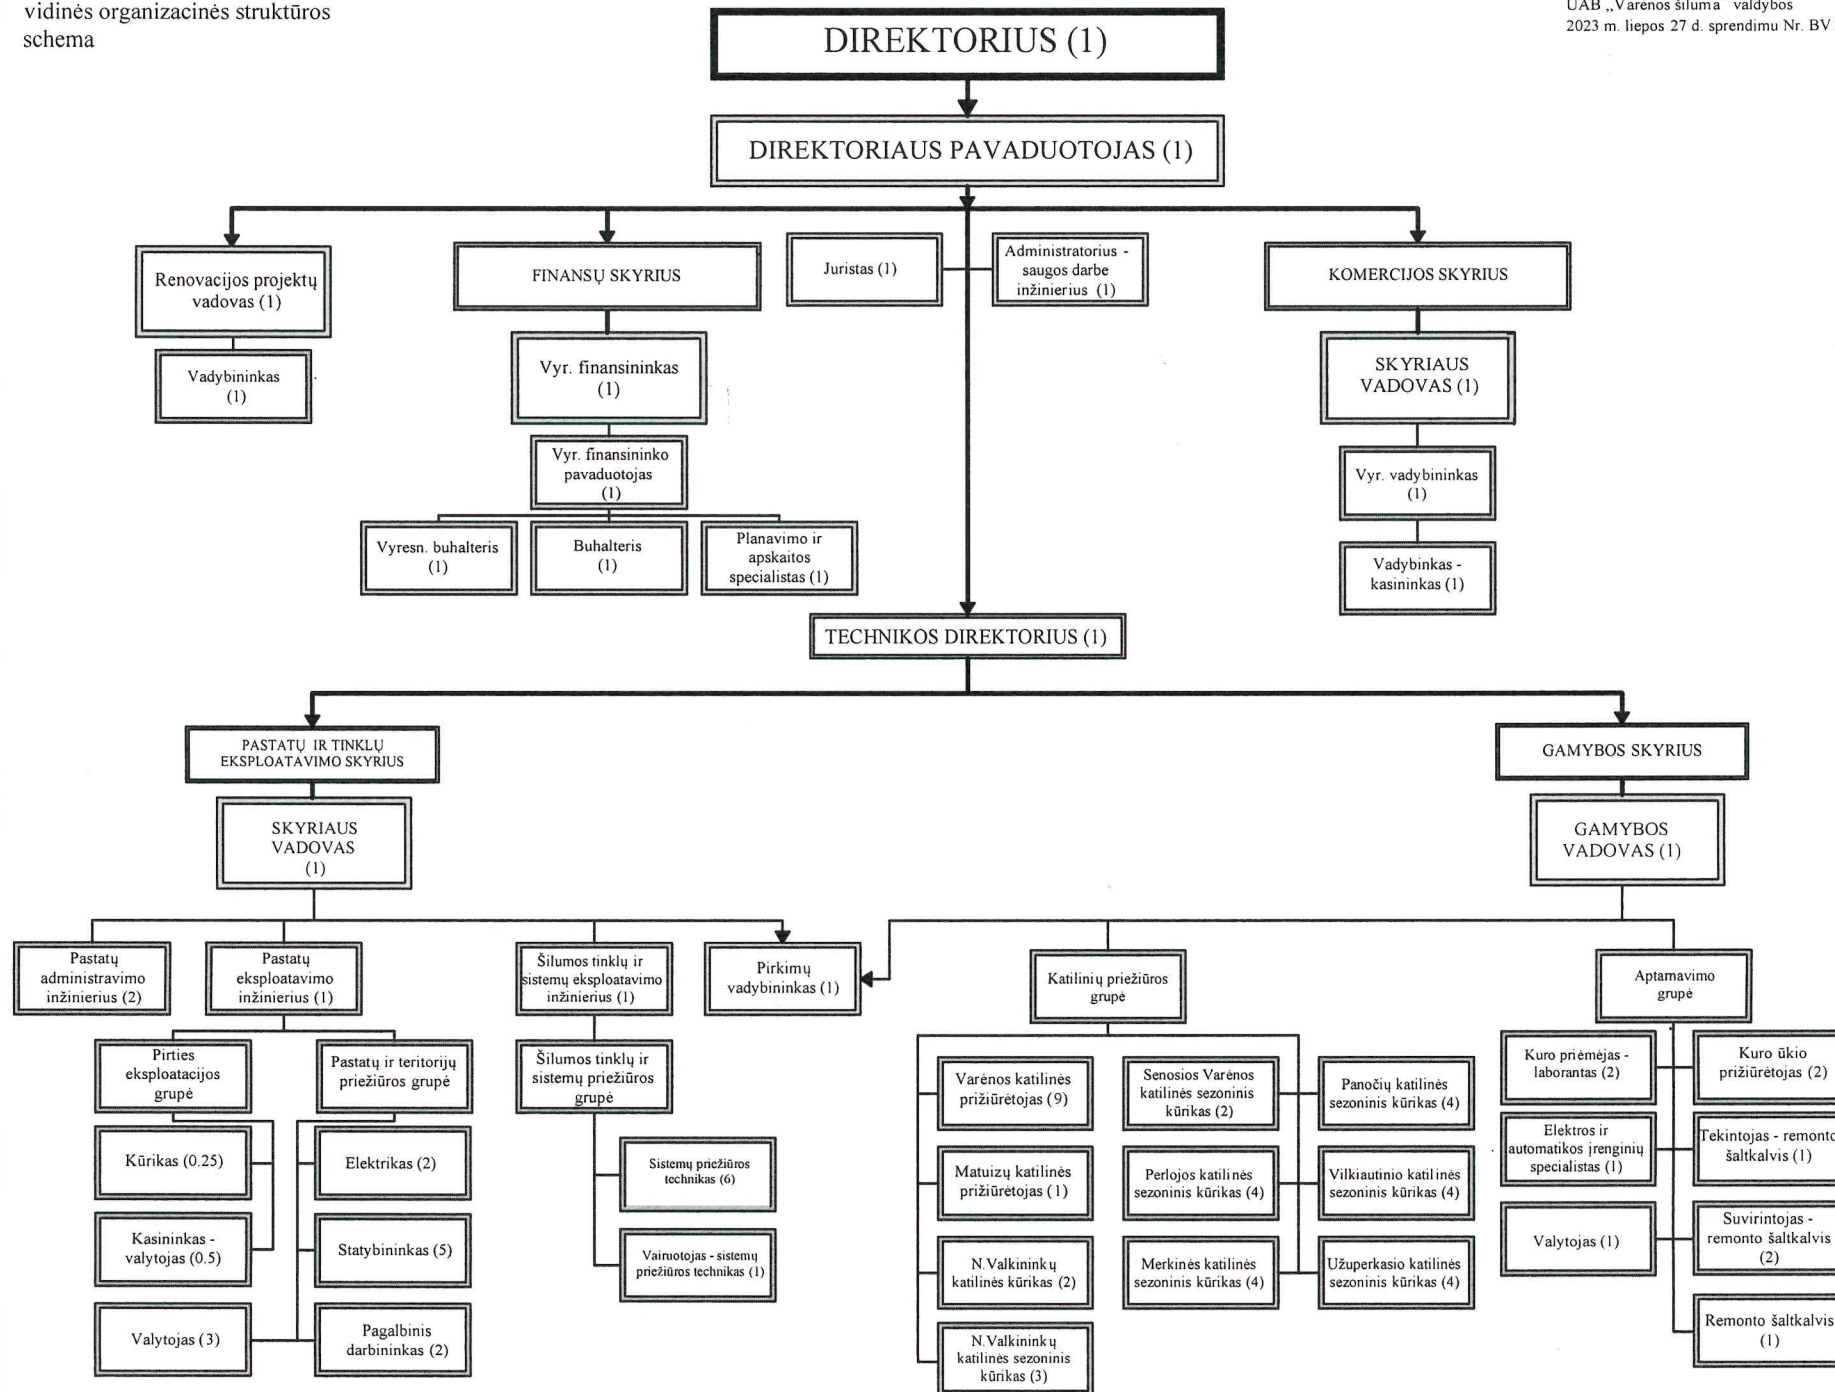 vidinės organizacinės struktūros
schema
UAB „Varėnos šiluma" valdybos
2023 m. liepos 27 d. sprendimu Nr. BV
DIREKTORIUS (1)
DIREKTORIAUS PAVADUOTOJAS (1)
Renovacijos projektų
vadovas (1)
Vadybininkas
(1)
FINANSŲ SKYRIUS
Vyr. finansininkas
(1)
Vyr. finansininko
pavaduotojas
(1)
Vyresn. buhalteris
(1)
Buhalteris
(1)
Planavimo ir
apskaitos
specialistas (1)
Juristas (1)
Administratorius -
saugos darbe
inžinierius (1)
KOMERCIJOS SKYRIUS
SKYRIAUS
VADOVAS (1)
Vyr. vadybininkas
(1)
Vadybinkas -
kasininkas (1)
TECHNIKOS DIREKTORIUS (1)
PASTATŲ IR TINKLŲ
EKSPLOATAVIMO SKYRIUS
SKYRIAUS
VADOVAS
(1)
Pastatų
administravimo
inžinierius (2)
Pastatų
eksploatavimo
inžinierius (1)
Pirties
eksploatacijos
grupė
Kūrikas (0.25)
Kasininkas -
valytojas (0.5)
Valytojas (3)
Pastatų ir teritorijų
priežiūros grupė
Elektrikas (2)
Statybininkas (5)
Pagalbinis
darbininkas (2)
Šilumos tinklų ir
sistemų eksploatavimo
inžinierius (1)
Šilumos tinklų ir
sistemų priežiūros
grupė
Sistemų priežiūros
technikas (6)
Vairuotojas - sistemų
priežiūros technikas (1)
Pirkimų
vadybininkas (1)
GAMYBOS SKYRIUS
GAMYBOS
VADOVAS (1)
Katilinių priežiūros
grupė
Varėnos katilinės
prižiūrėtojas (9)
Matuizų katilinės
prižiūrėtojas (1)
N.Valkininkų
katilinės kūrikas (2)
N.Valkininkų
katilinės sezoninis
kūrikas (3)
Senosios Varėnos
katilinės sezoninis
kūrikas (2)
Perlojos katilinės
sezoninis kūrikas (4)
Merkinės katilinės
sezoninis kūrikas (4)
Panočių katilinės
sezoninis kūrikas (4)
Vilkiautinio katilinės
sezoninis kūrikas (4)
Užuperkasio katilinės
sezoninis kūrikas (4)
Aptarnavimo
grupė
Kuro priėmėjas -
laborantas (2)
Elektros ir
automatikos įrenginių
specialistas (1)
Valytojas (1)
Kuro ūkio
prižiūrėtojas (2)
Tekintojas - remonto
šaltkalvis (1)
Suvirintojas -
remonto šaltkalvis
(2)
Remonto šaltkalvis
(1)